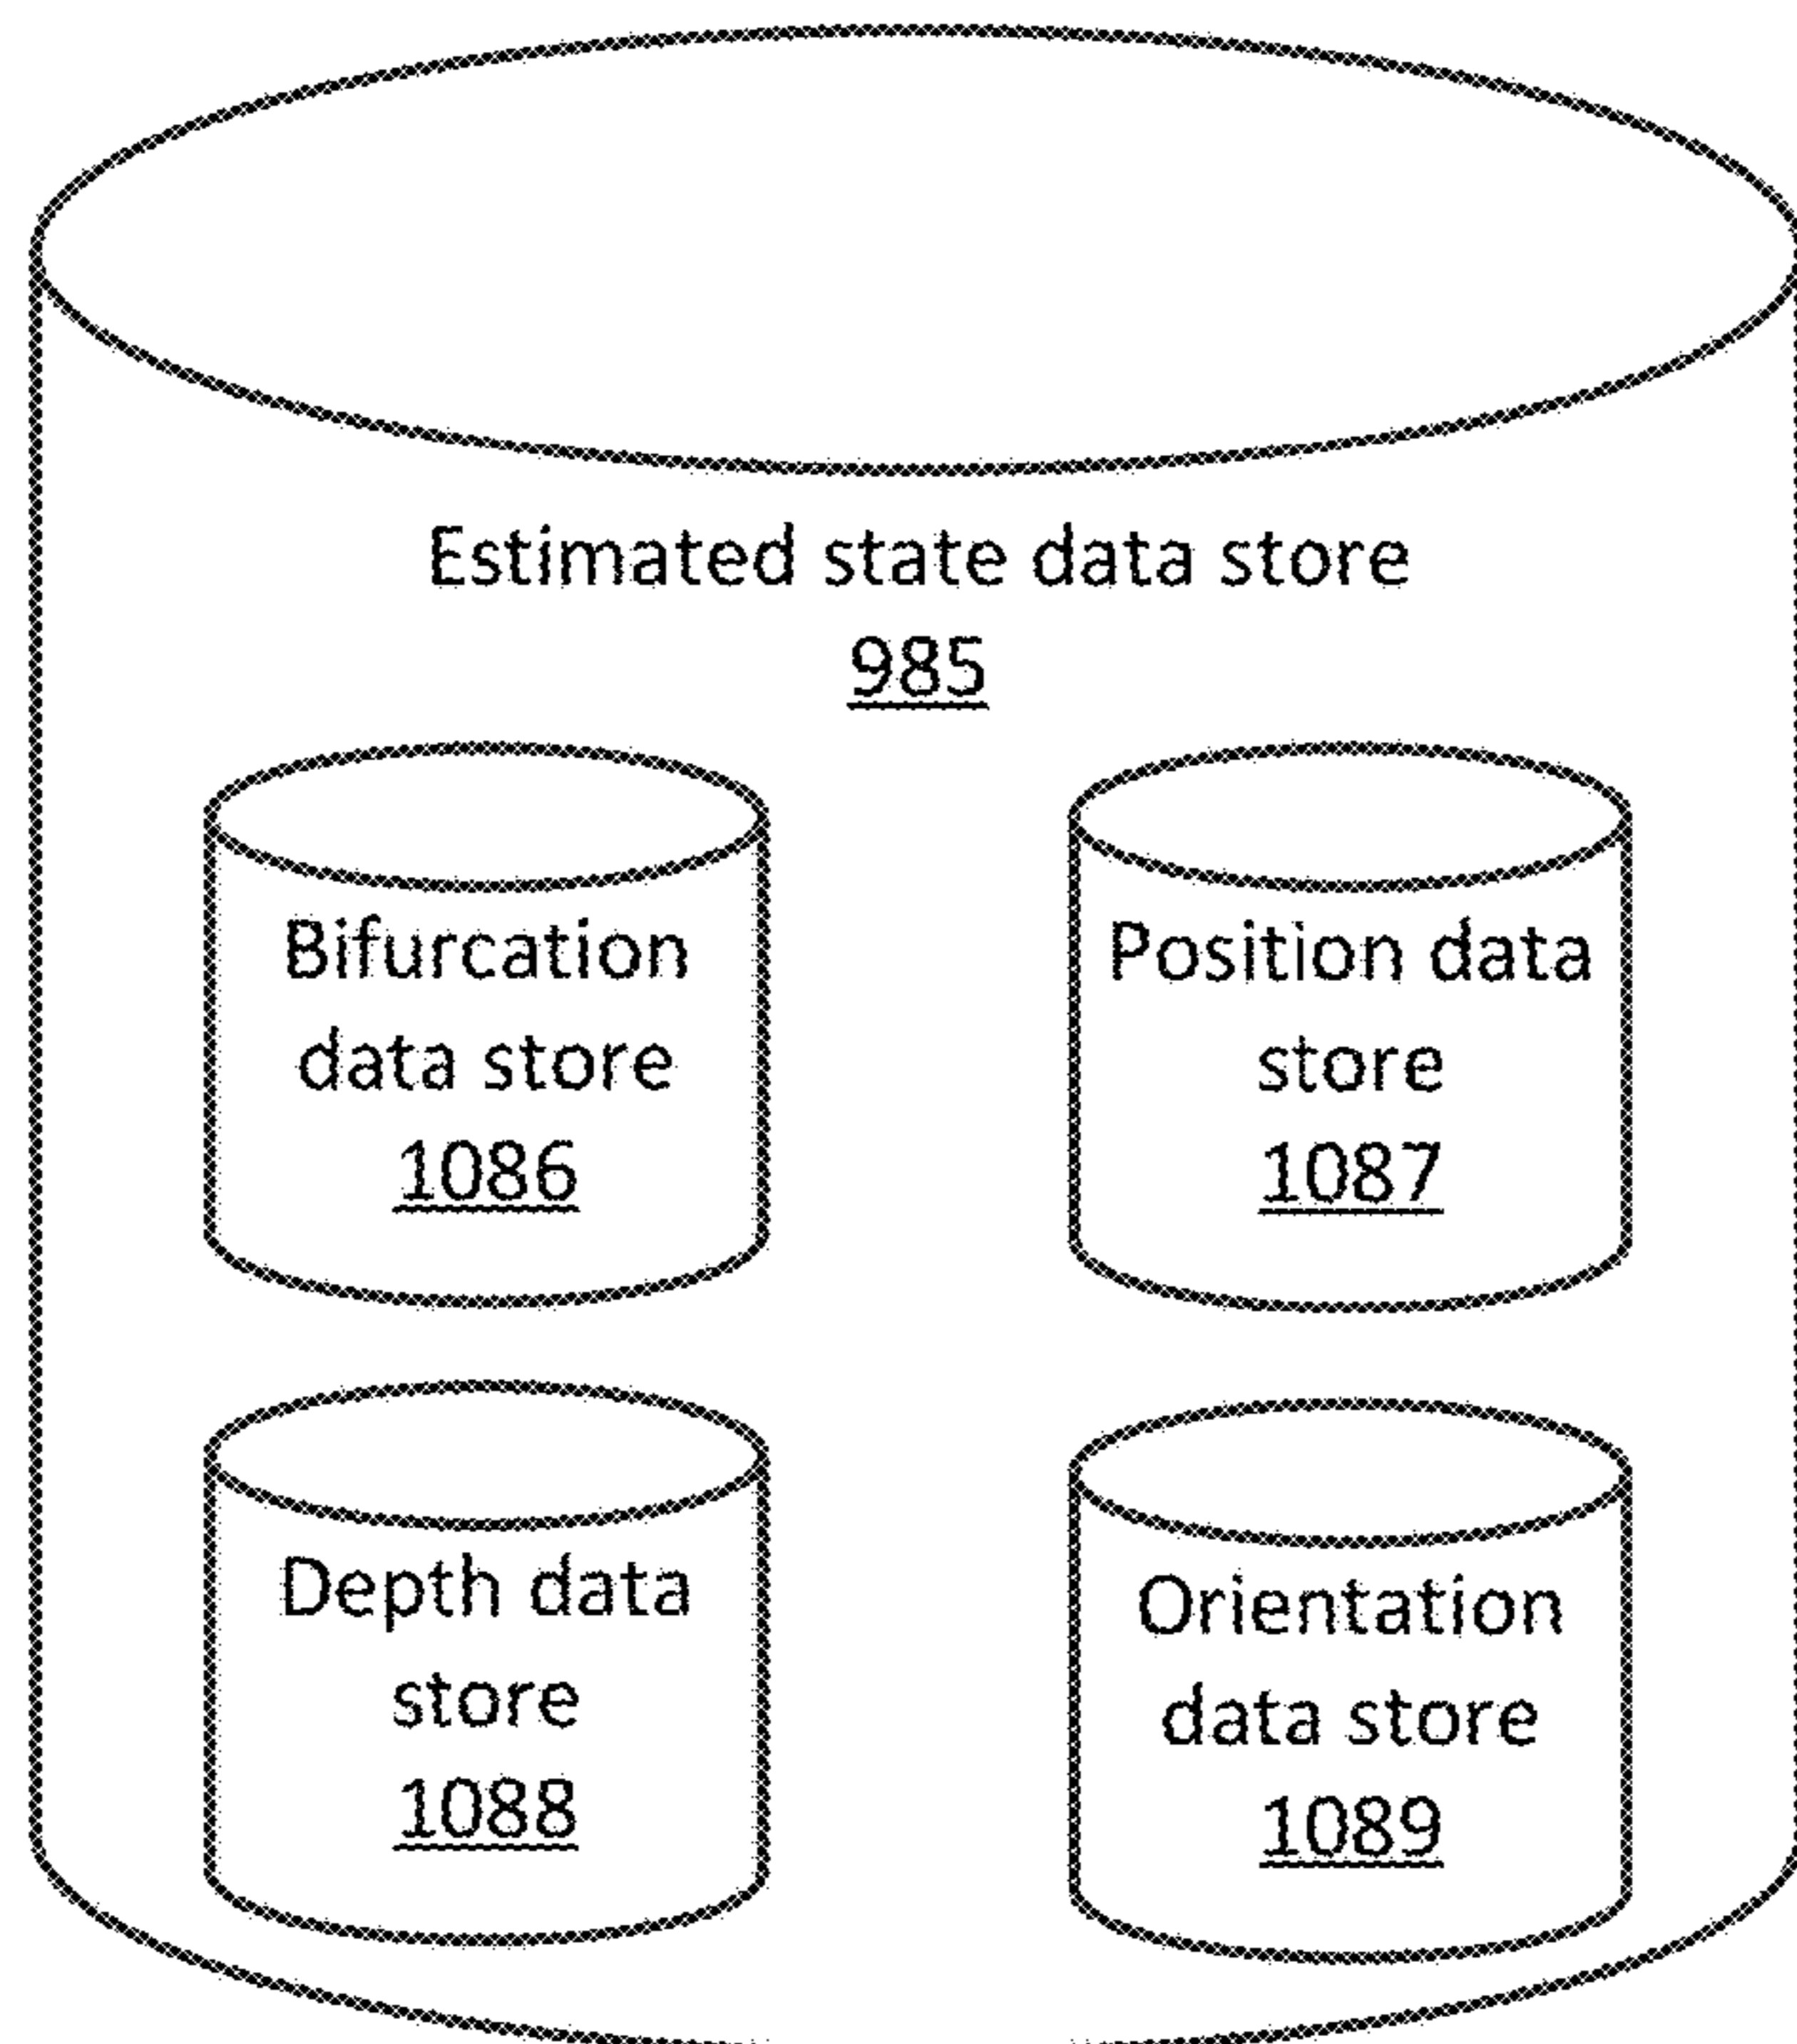 Estimated state data store
985
Bifurcation
data store
1086
Position data
store
1087
Depth data
store
1088
Orientation
data store
1089